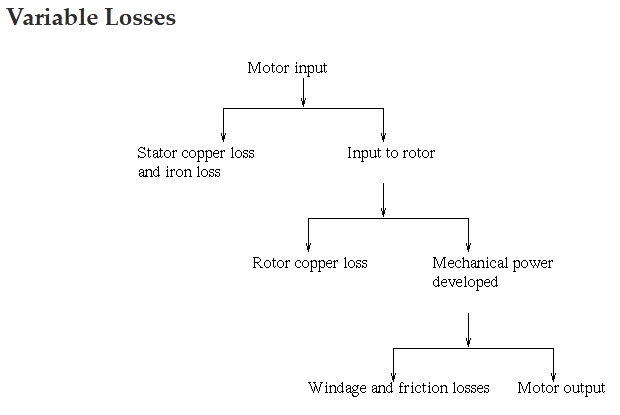 Variable Losses
Motor input
Stator copper loss
and iron loss
Input to rotor
Rotor copper loss
Mechanical power
developed
Windage and friction losses
Motor output